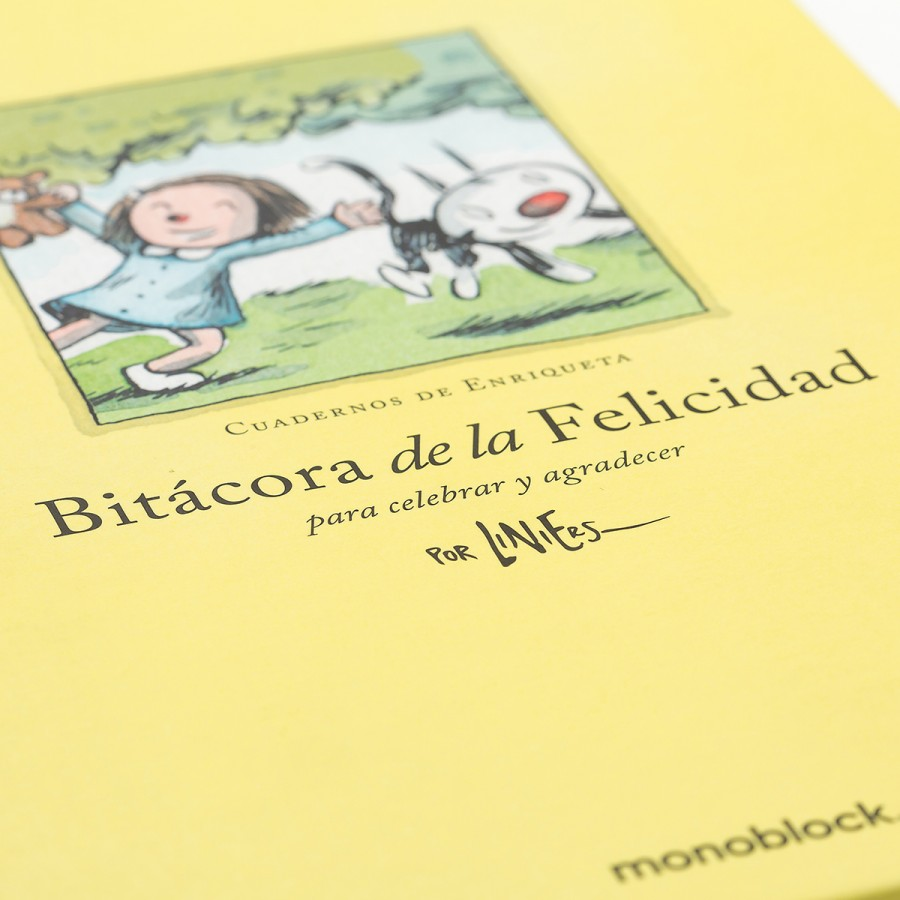 CUADERNOS DE ENRIQUETA
Bitácora de la Felicidad
para celebrar y agradecer
POR LINIERS
monoblock.